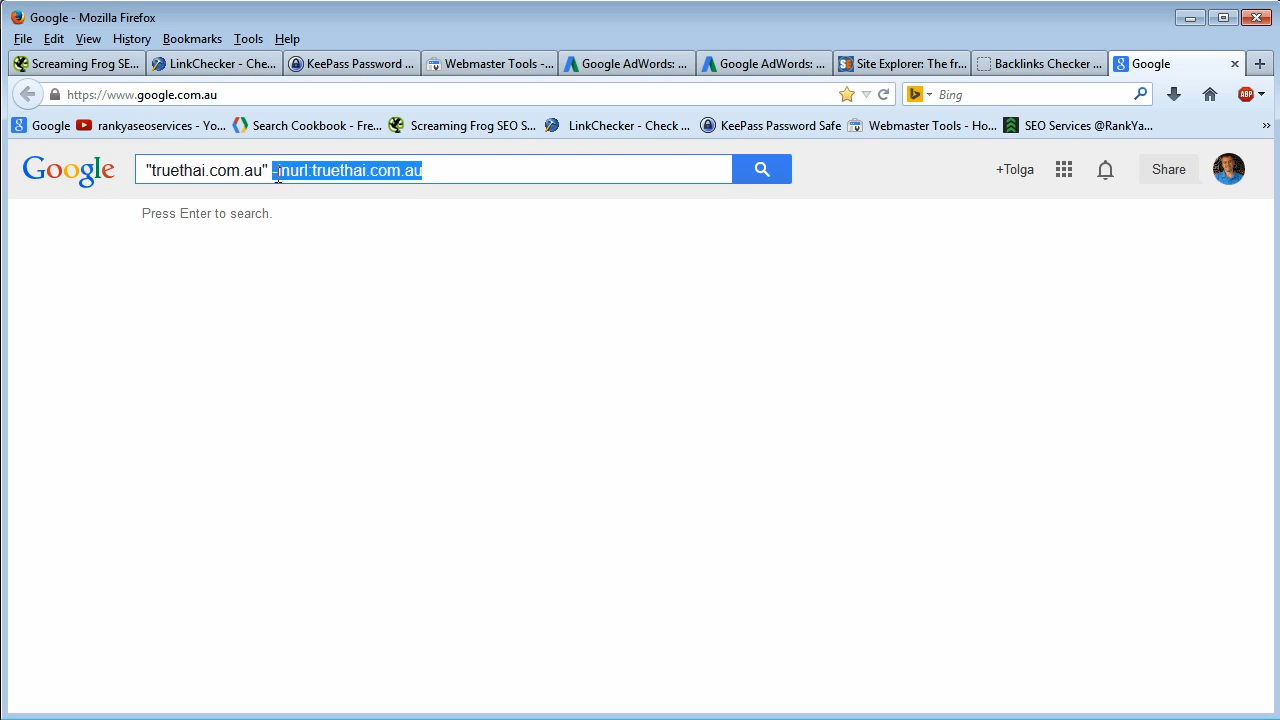 Google - Mozilla Firefox
File Edit View History Bookmarks Tools Help
Screaming Frog SE... LinkChecker - Che... KeePass Password ... Webmaster Tools -... Google AdWords: ... Google AdWords: ... Site Explorer: The fr... Backlinks Checker ... Google
https://www.google.com.au Bing ABP
Google rankyaseoservices - Yo... Search Cookbook - Fre... Screaming Frog SEO S... LinkChecker - Check ... KeePass Password Safe Webmaster Tools - Ho... SEO Services @RankYa...
Google "truethai.com.au" -inurl:truethai.com.au +Tolga Share
Press Enter to search.